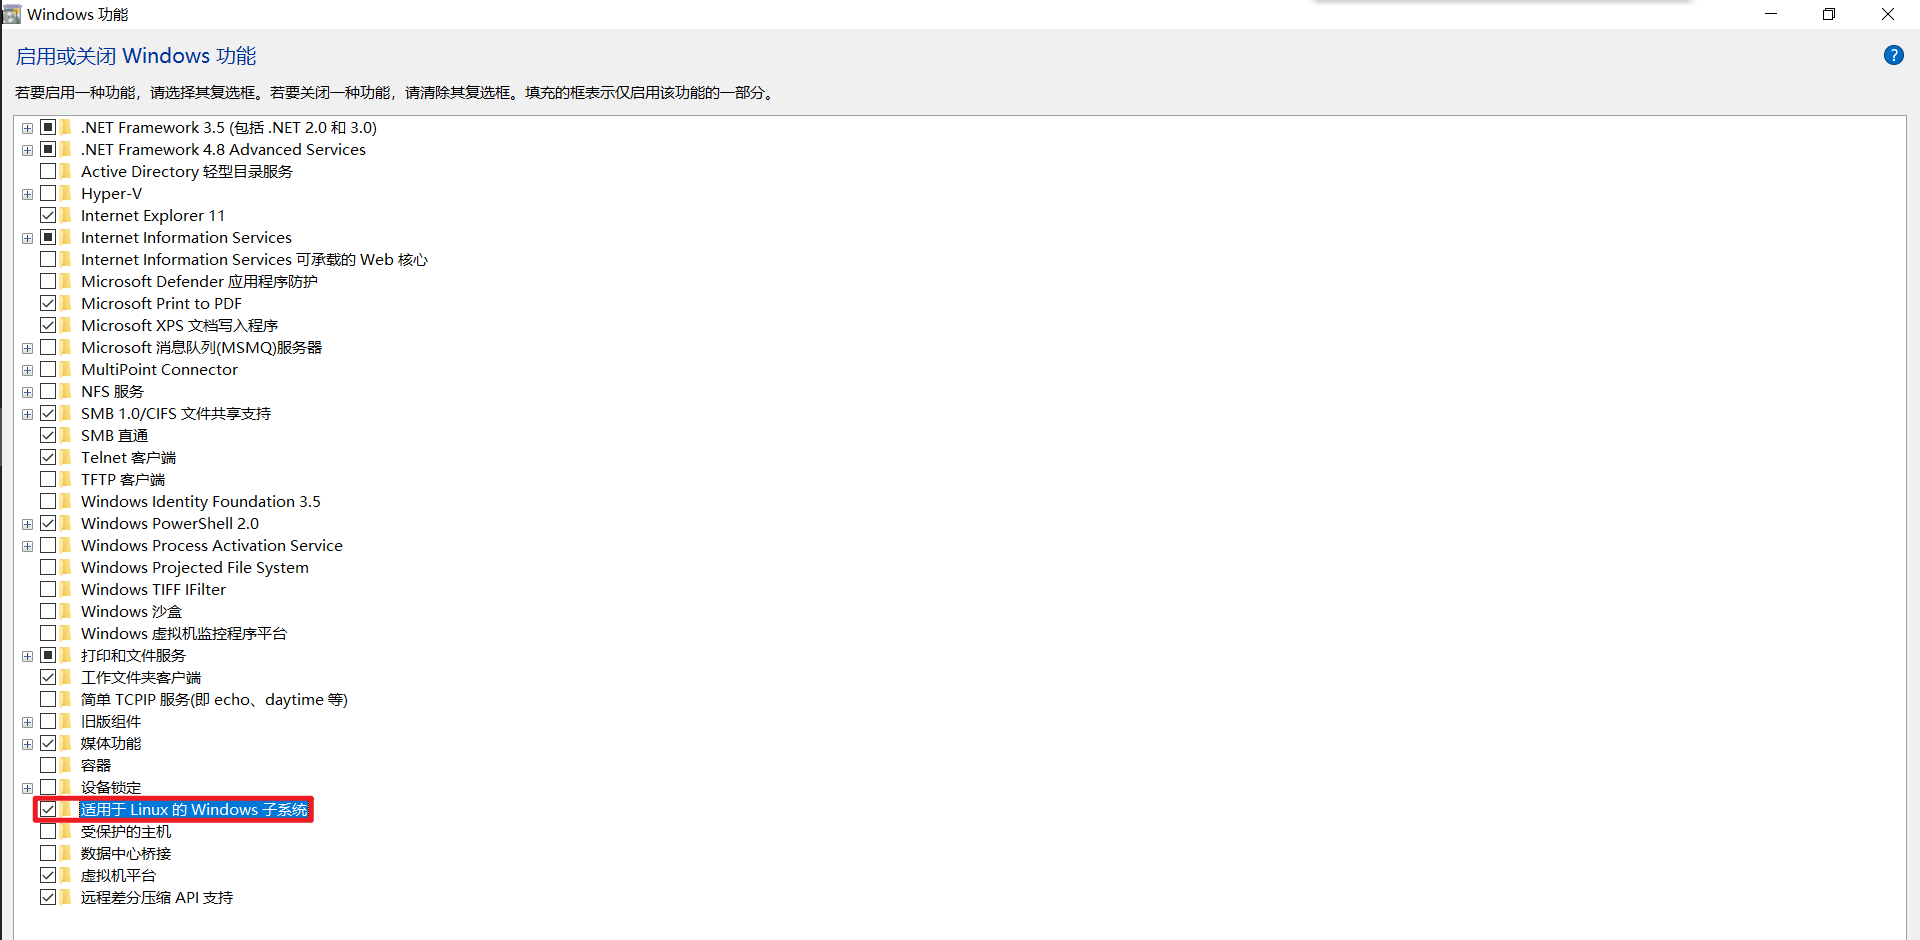 Windows 功能
启用或关闭 Windows 功能
?
若要启用一种功能，请选择其复选框。若要关闭一种功能，请清除其复选框。填充的框表示仅启用该功能的一部分。
.NET Framework 3.5 (包括 .NET 2.0 和 3.0)
.NET Framework 4.8 Advanced Services
Active Directory 轻型目录服务
Hyper-V
Internet Explorer 11
Internet Information Services
Internet Information Services 可承载的 Web 核心
Microsoft Defender 应用程序防护
Microsoft Print to PDF
Microsoft XPS 文档写入程序
Microsoft 消息队列(MSMQ)服务器
MultiPoint Connector
NFS 服务
SMB 1.0/CIFS 文件共享支持
SMB 直通
Telnet 客户端
TFTP 客户端
Windows Identity Foundation 3.5
Windows PowerShell 2.0
Windows Process Activation Service
Windows Projected File System
Windows TIFF IFilter
Windows 沙盒
Windows 虚拟机监控程序平台
打印和文件服务
工作文件夹客户端
简单 TCPIP 服务(即 echo、daytime 等)
旧版组件
媒体功能
容器
设备锁定
适用于 Linux 的 Windows 子系统
受保护的主机
数据中心桥接
虚拟机平台
远程差分压缩 API 支持